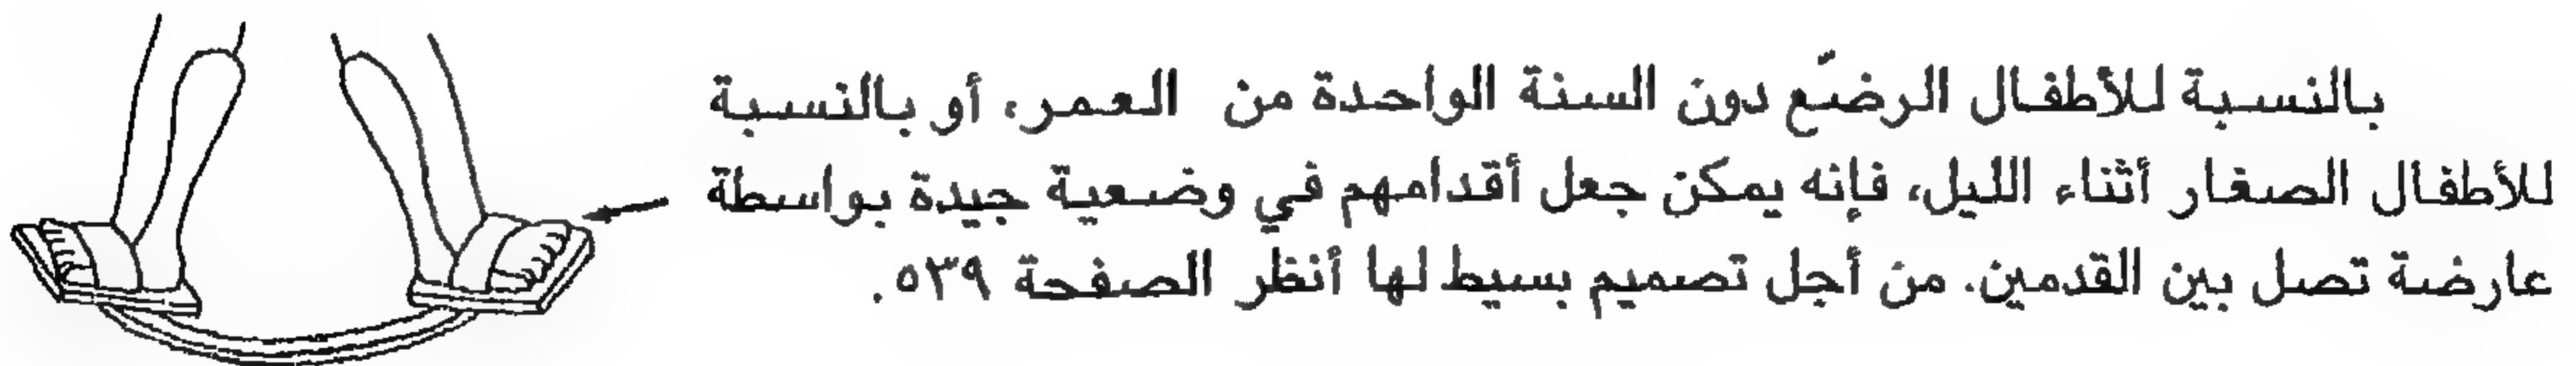 بالنسبة للأطفال الرضّع دون السنة الواحدة من العمر، أو بالنسبة
للأطفال الصغار أثناء الليل، فإنه يمكن جعل أقدامهم في وضعية جيدة بواسطة
عارضة تصل بين القدمين. من أجل تصميم بسيط لها أنظر الصفحة ٥٣٩.